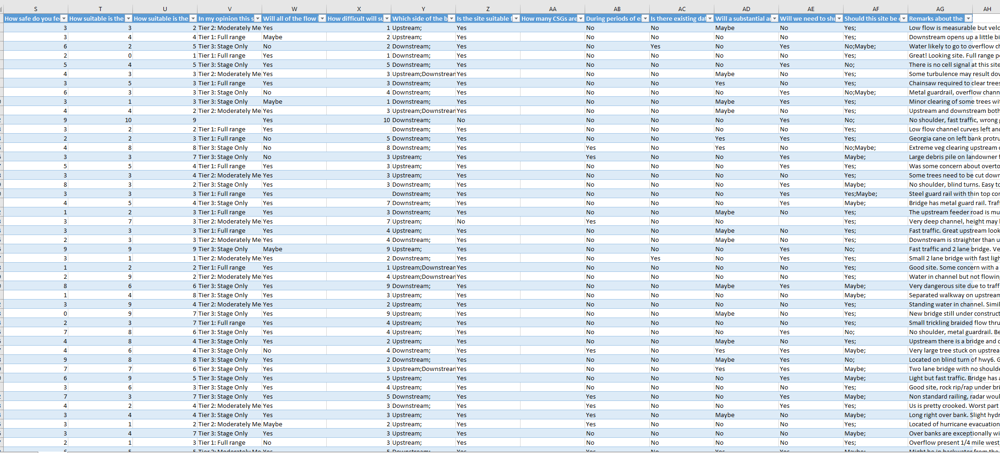 S T U V W X Y Z AA AB AC AD AE AF AG AH
How safe do you fe How suitable is the How suitable is the In my opinion this s Will all of the flow How difficult will su Which side of the b Is the site suitable f How many CSGs are During periods of el Is there existing dat Will a substantial ar Will we need to shu Should this site be c Remarks about the
3 3 2 Tier 2: Moderately Me Yes 1 Upstream; Yes No No Maybe No Yes; Low flow is measurable but velo
3 4 4 Tier 1: Full range Maybe 2 Upstream; Yes No No No No Yes; Downstream opens up a little bi
6 2 5 Tier 3: Stage Only No 2 Downstream; Yes No Yes No Yes No;Maybe; Water likely to go to overflow ch
2 0 1 Tier 1: Full range Yes 1 Downstream; Yes No No No No Yes; Great! Looking site. Full range p
5 4 5 Tier 3: Stage Only Yes 5 Downstream; Yes No No No Yes No; There is no cell signal at this site
4 3 3 Tier 2: Moderately Me Yes 3 Upstream;Downstrean Yes No No Maybe No Yes; Some turbulence may result dov
3 5 3 Tier 1: Full range Yes 3 Downstream; Yes No No Yes No Yes; Chainsaw required to clear trees
6 3 3 Tier 3: Stage Only No 4 Downstream; Yes No No No Yes No;Maybe; Metal guardrail, overflow chann
3 1 3 Tier 3: Stage Only Maybe 1 Downstream; Yes No No Maybe Yes Yes; Minor clearing of some trees wit
4 4 2 Tier 2: Moderately Me Yes 3 Upstream;Downstrean Yes No No Maybe No Yes; Upstream and downstream both
9 10 9 Yes 10 Downstream; No No No No Yes No; No shoulder, fast traffic, wrong
3 2 2 Tier 1: Full range Yes Downstream; Yes No No No No Yes; Low flow channel curves left and
2 2 3 Tier 1: Full range No 5 Downstream; Yes No No Yes Yes Yes; Georgia cane on left bank protru
4 8 8 Tier 3: Stage Only No 8 Downstream; Yes Yes No Yes No No;Maybe; Extreme veg clearing upstream
3 3 7 Tier 3: Stage Only No 3 Upstream; Yes Yes No No Yes Maybe; Large debris pile on landowner f
5 5 4 Tier 1: Full range Yes 3 Upstream; Yes No No No Yes Yes; Was some concern about overto
3 3 4 Tier 2: Moderately Me Yes 3 Upstream; Yes No No No No Yes; Some trees need to be cut down
8 3 2 Tier 3: Stage Only Yes 3 Downstream; Yes No No No Yes Maybe; No shoulder, blind turns. Easy to
3 3 3 Tier 1: Full range Yes Downstream; Yes No No No Yes Yes;Maybe; Steel guard rail with thin top cor
4 5 4 Tier 3: Stage Only Yes 7 Downstream; Yes No No No Yes Maybe; Bridge has metal guard rail. Traf
1 2 3 Tier 1: Full range Yes 3 Downstream; Yes No No Maybe No Yes; The upstream feeder road is mu
3 7 3 Tier 2: Moderately Me Yes 7 Upstream; No Yes No No Yes; Very deep channel, height may
3 3 3 Tier 1: Full range Yes 4 Upstream; Yes No No Maybe No Yes; Fast traffic. Great upstream look
2 3 3 Tier 2: Moderately Me Yes 4 Downstream; Yes No No Maybe No Yes; Downstream is straighter than u
9 9 9 Tier 3: Stage Only Maybe 9 Upstream; Yes No No No Yes No; Fast traffic and 2 lane bridge. Ve
3 1 1 Tier 2: Moderately Me Yes 2 Downstream; Yes No Yes No No Yes; Small 2 lane bridge with fast ligh
1 2 2 Tier 1: Full range Yes 1 Upstream;Downstrean Yes No No No No Yes; Good site. Some concern with a
2 9 2 Tier 2: Moderately Me Yes 4 Upstream;Downstrean Yes No No No No Yes; Water in channel but not flowin
8 6 6 Tier 3: Stage Only Yes 9 Downstream; Yes No No Maybe Yes Maybe; Very dangerous site due to traff
1 4 8 Tier 3: Stage Only Yes 3 Upstream; Yes No No No No Maybe; Separated walkway on upstream
3 9 4 Tier 2: Moderately Me Yes 2 Upstream; Yes No No No No Yes; Standing water in channel. Simil
0 9 7 Tier 3: Stage Only Yes 9 Upstream; Yes No No Maybe No Yes; New bridge still under construct
2 3 7 Tier 1: Full range Yes 4 Upstream; Yes No No No No Yes; Small trickling braided flow thru
7 8 6 Tier 3: Stage Only Yes 4 Upstream; Yes No No No Yes No; No shoulder, metal guardrail. Be
4 8 4 Tier 3: Stage Only Yes 2 Upstream; Yes No No Maybe No Yes; Upstream there is a bridge and
4 6 4 Tier 3: Stage Only No 4 Downstream; Yes Yes No Yes Yes Maybe; Very large tree stuck on upstrea
9 8 8 Tier 3: Stage Only Yes 2 Downstream; Yes No No Maybe Yes No; Located on blind turn of hwy6. G
7 7 6 Tier 3: Stage Only Yes 3 Upstream;Downstrean Yes No No Yes Yes Maybe; Two lane bridge with no shoulde
6 9 5 Tier 3: Stage Only Yes 5 Upstream; Yes No No No Yes Maybe; Light but fast traffic. Bridge has
3 6 3 Tier 3: Stage Only Yes 4 Upstream; Yes No No No No Yes; Good site, rock rip/rap under bri
7 3 7 Tier 3: Stage Only Yes 5 Downstream; Yes Yes No No Yes Maybe; Non standard railing, radar woul
4 2 4 Tier 2: Moderately Me Yes 3 Downstream; Yes Yes No No Yes Yes; Us is pretty crooked. Worst part
3 4 4 Tier 3: Stage Only Yes 3 Upstream; Yes Yes No Maybe No Maybe; Long right over bank. Slight hydr
3 1 2 Tier 2: Moderately Me Maybe 2 Upstream; Yes Yes No No No Yes; Located of hurricane evacuation
3 4 7 Tier 3: Stage Only Yes 3 Upstream; Yes No No No No Maybe; Over banks are exceptionally wi
2 1 3 Tier 1: Full range No 3 Upstream; Yes No No No No Yes; Overflow present 1/4 mile west,